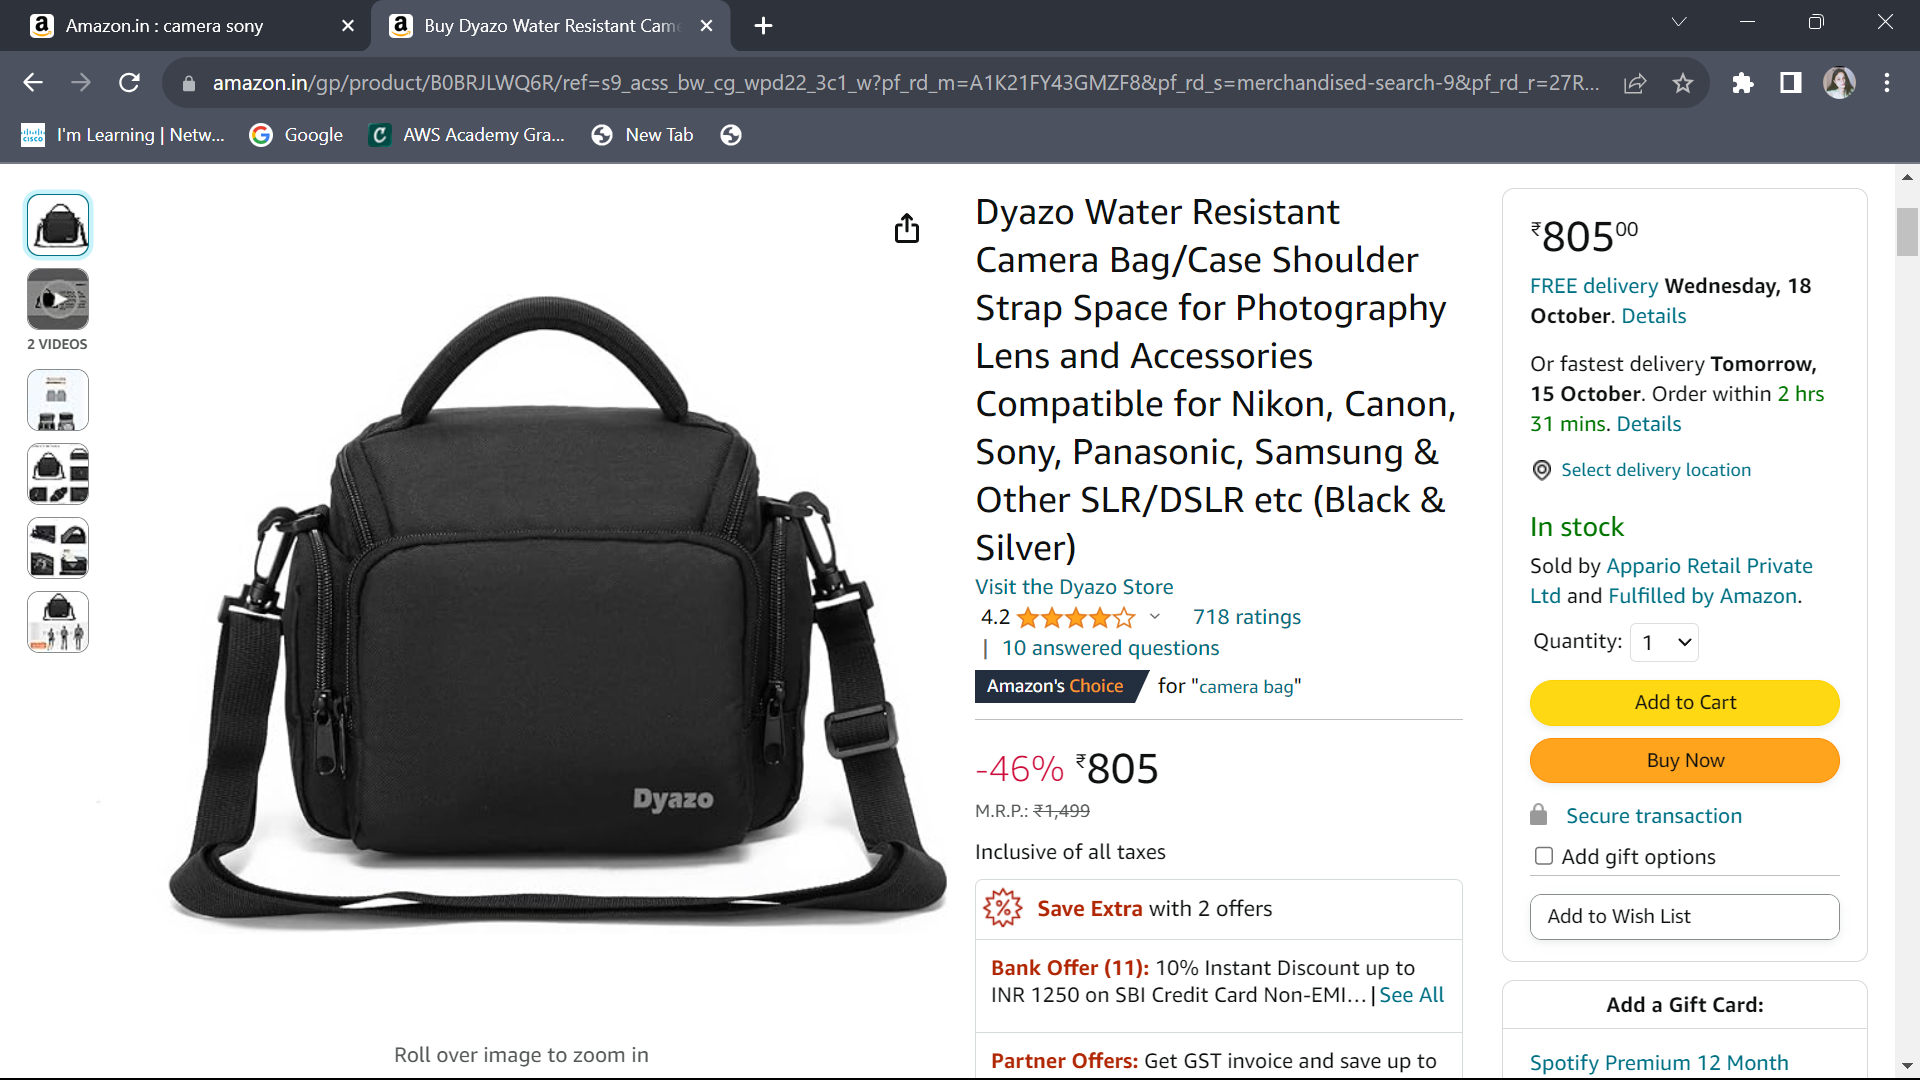 Amazon.in : camera sony
Buy Dyazo Water Resistant Cam
amazon.in/gp/product/B0BRJLWQ6R/ref=s9_acss_bw_cg_wpd22_3c1_w?pf_rd_m=A1K21FY43GMZF8&pf_rd_s=merchandised-search-9&pf_rd_r=27R...
I'm Learning | Netw...
Google
AWS Academy Gra...
New Tab
2 VIDEOS
Dyazo
Roll over image to zoom in
Dyazo Water Resistant
Camera Bag/Case Shoulder
Strap Space for Photography
Lens and Accessories
Compatible for Nikon, Canon,
Sony, Panasonic, Samsung &
Other SLR/DSLR etc (Black &
Silver)
Visit the Dyazo Store
4.2 718 ratings
| 10 answered questions
Amazon's Choice for "camera bag"
-46% ₹805
M.R.P.: ₹1,499
Inclusive of all taxes
Save Extra with 2 offers
Bank Offer (11): 10% Instant Discount up to
INR 1250 on SBI Credit Card Non-EMI... | See All
Partner Offers: Get GST invoice and save up to
₹80500
FREE delivery Wednesday, 18
October. Details
Or fastest delivery Tomorrow,
15 October. Order within 2 hrs
31 mins. Details
Select delivery location
In stock
Sold by Appario Retail Private
Ltd and Fulfilled by Amazon.
Quantity: 1
Add to Cart
Buy Now
Secure transaction
Add gift options
Add to Wish List
Add a Gift Card:
Spotify Premium 12 Month